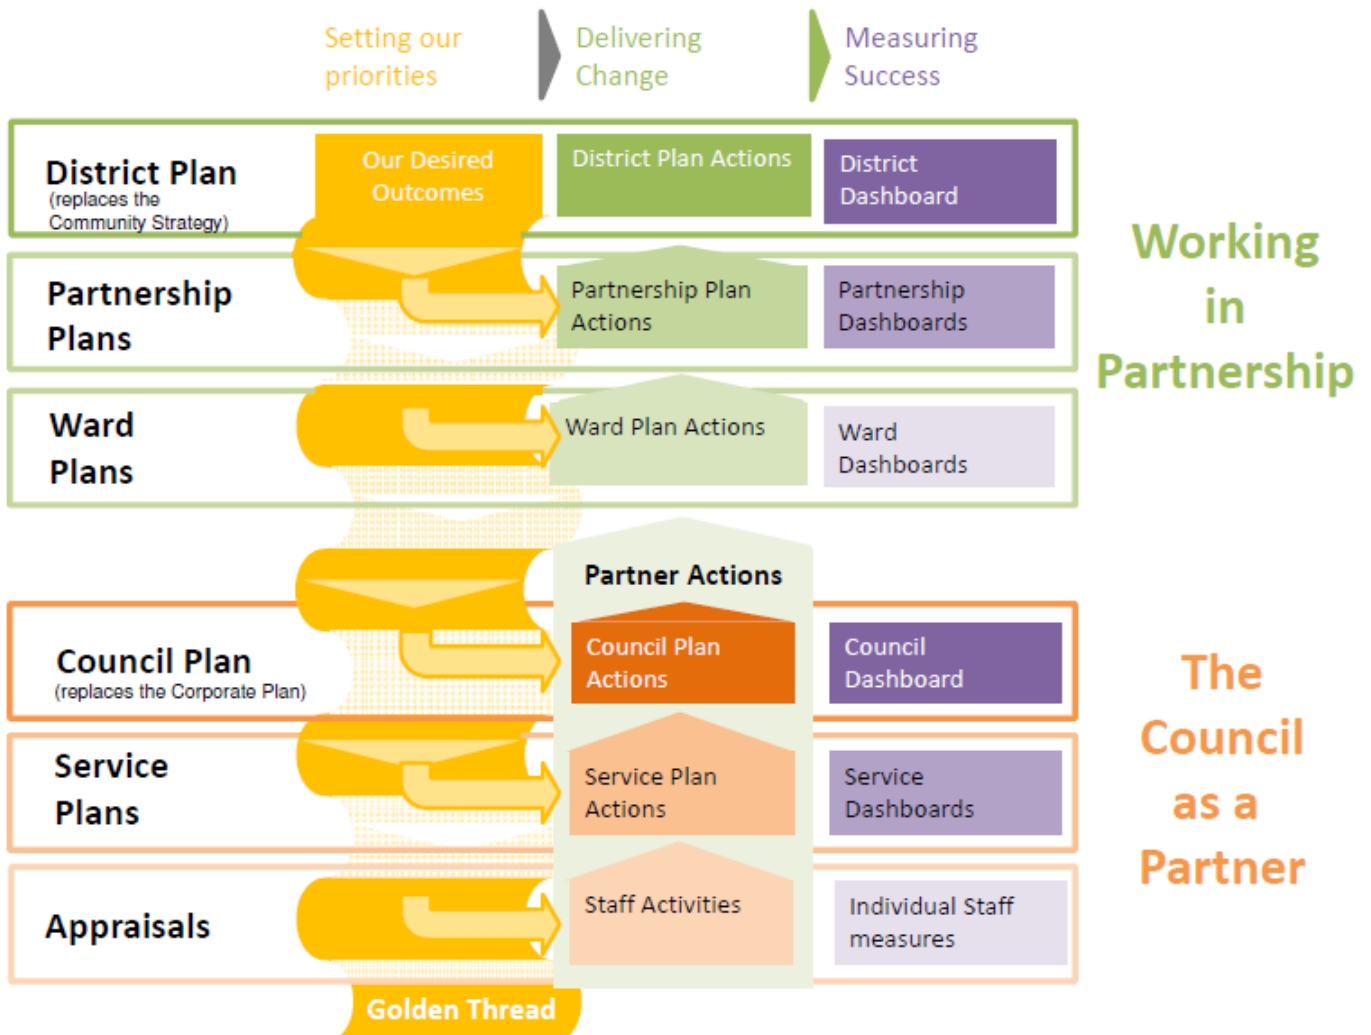 Setting our
priorities
Delivering
Change
Measuring
Success
District Plan
(replaces the
Community Strategy)
Our Desired
Outcomes
District Plan Actions
District
Dashboard
Partnership
Plans
Partnership Plan
Actions
Partnership
Dashboards
Ward
Plans
Ward Plan Actions
Ward
Dashboards
Working
in
Partnership
Partner Actions
Council Plan
(replaces the Corporate Plan)
Council Plan
Actions
Council
Dashboard
Service
Plans
Service Plan
Actions
Service
Dashboards
Appraisals
Staff Activities
Individual Staff
measures
The
Council
as a
Partner
Golden Thread